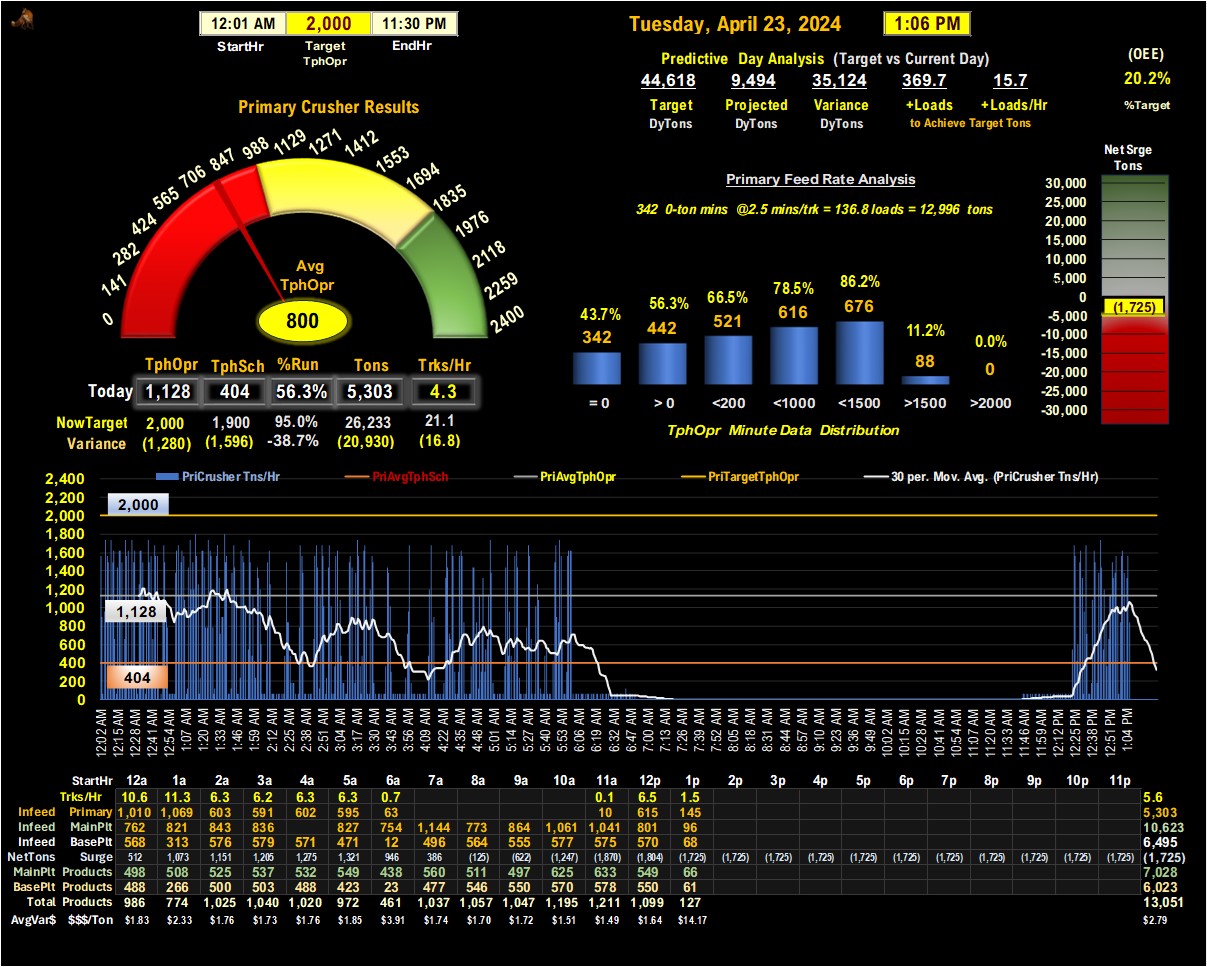 12:01 AM 2,000 11:30 PM
StartHr Target TphOpr EndHr
Tuesday, April 23, 2024 1:06 PM
Predictive Day Analysis (Target vs Current Day)
44,618 9,494 35,124 369.7 15.7
Target Projected Variance +Loads +Loads/Hr
DyTons DyTons DyTons to Achieve Target Tons
(OEE)
20.2%
%Target
Primary Crusher Results
0 141 282 424 565 706 847 988 1129 1271 1412 1553 1694 1835 1976 2118 2259 2400
Avg
TphOpr
800
TphOpr TphSch %Run Tons Trks/Hr
Today 1,128 404 56.3% 5,303 4.3
NowTarget 2,000 1,900 95.0% 26,233 21.1
Variance (1,280) (1,596) -38.7% (20,930) (16.8)
Primary Feed Rate Analysis
342 0-ton mins @2.5 mins/trk = 136.8 loads = 12,996 tons
43.7% 56.3% 66.5% 78.5% 86.2% 11.2% 0.0%
342 442 521 616 676 88 0
= 0 > 0 <200 <1000 <1500 >1500 >2000
TphOpr Minute Data Distribution
Net Srge
Tons
30,000
25,000
20,000
15,000
10,000
5,000
0
(1,725)
-5,000
-10,000
-15,000
-20,000
-25,000
-30,000
PriCrusher Tns/Hr PriAvgTphSch PriAvgTphOpr PriTargetTphOpr 30 per. Mov. Avg. (PriCrusher Tns/Hr)
2,400
2,200
2,000
1,800
1,600
1,400
1,200
1,000
800
600
400
200
0
2,000
1,128
404
12:02 AM 12:15 AM 12:28 AM 12:41 AM 12:54 AM 1:07 AM 1:20 AM 1:33 AM 1:46 AM 1:59 AM 2:12 AM 2:25 AM 2:38 AM 2:51 AM 3:04 AM 3:17 AM 3:30 AM 3:43 AM 3:56 AM 4:09 AM 4:22 AM 4:35 AM 4:48 AM 5:01 AM 5:14 AM 5:27 AM 5:40 AM 5:53 AM 6:06 AM 6:19 AM 6:32 AM 6:47 AM 7:00 AM 7:13 AM 7:26 AM 7:39 AM 7:52 AM 8:05 AM 8:18 AM 8:31 AM 8:44 AM 8:57 AM 9:10 AM 9:23 AM 9:36 AM 9:49 AM 10:02 AM 10:15 AM 10:28 AM 10:41 AM 10:54 AM 11:07 AM 11:20 AM 11:33 AM 11:46 AM 11:59 AM 12:12 PM 12:25 PM 12:38 PM 12:51 PM 1:04 PM
StartHr 12a 1a 2a 3a 4a 5a 6a 7a 8a 9a 10a 11a 12p 1p 2p 3p 4p 5p 6p 7p 8p 9p 10p 11p
Trks/Hr 10.6 11.3 6.3 6.2 6.3 6.3 0.7 0.1 6.5 1.5 5.6
Infeed Primary 1,010 1,069 603 591 602 595 63 10 615 145 5,303
Infeed MainPlt 762 821 843 836 827 754 1,144 773 864 1,061 1,041 801 96 10,623
Infeed BasePlt 568 313 576 579 571 471 12 496 564 555 577 575 570 68 6,495
NetTons Surge 512 1,073 1,151 1,205 1,275 1,321 946 386 (125) (622) (1,247) (1,870) (1,804) (1,725) (1,725) (1,725) (1,725) (1,725) (1,725) (1,725) (1,725) (1,725) (1,725) (1,725) (1,725)
MainPlt Products 498 508 525 537 532 549 438 560 511 497 625 633 549 66 7,028
BasePlt Products 488 266 500 503 488 423 23 477 546 550 570 578 550 61 6,023
Total Products 986 774 1,025 1,040 1,020 972 461 1,037 1,057 1,047 1,195 1,211 1,099 127 13,051
AvgVar$ $$$/Ton $1.83 $2.33 $1.76 $1.73 $1.76 $1.85 $3.91 $1.74 $1.70 $1.72 $1.51 $1.49 $1.64 $14.17 $2.79